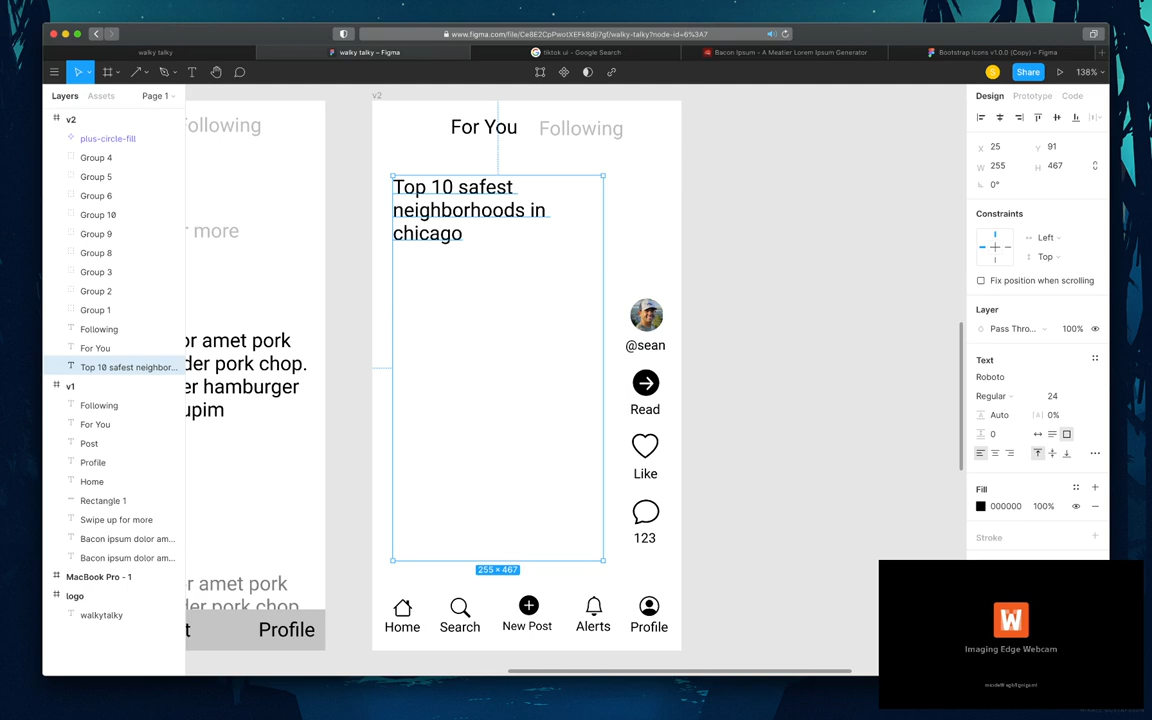 www.figma.com/file/Ce8E2CpPwotXEFk8dji7gf/walky-talky?node-id=6%3A7
walky talky
walky talky – Figma
tiktok ui - Google Search
Bacon Ipsum - A Meatier Lorem Ipsum Generator
Bootstrap Icons v1.0.0 (Copy) – Figma
S
Share
138%
Layers
Assets
Page 1
v2
plus-circle-fill
Group 4
Group 5
Group 6
Group 10
Group 9
Group 8
Group 3
Group 2
Group 1
Following
For You
Top 10 safest neighbor...
v1
Following
For You
Post
Profile
Home
Rectangle 1
Swipe up for more
Bacon ipsum dolor am...
Bacon ipsum dolor am...
MacBook Pro - 1
logo
walkytalky
Following
r more
or amet pork
der pork chop.
er hamburger
upim
or amet pork
der pork chop
t
Profile
v2
For You
Following
Top 10 safest
neighborhoods in
chicago
@sean
Read
Like
123
255 × 467
Home
Search
New Post
Alerts
Profile
Design
Prototype
Code
X 25
Y 91
W 255
H 467
0°
Constraints
Left
Top
Fix position when scrolling
Layer
Pass Thro...
100%
Text
Roboto
Regular
24
Auto
|A| 0%
0
Fill
000000
100%
Stroke
W
Imaging Edge Webcam